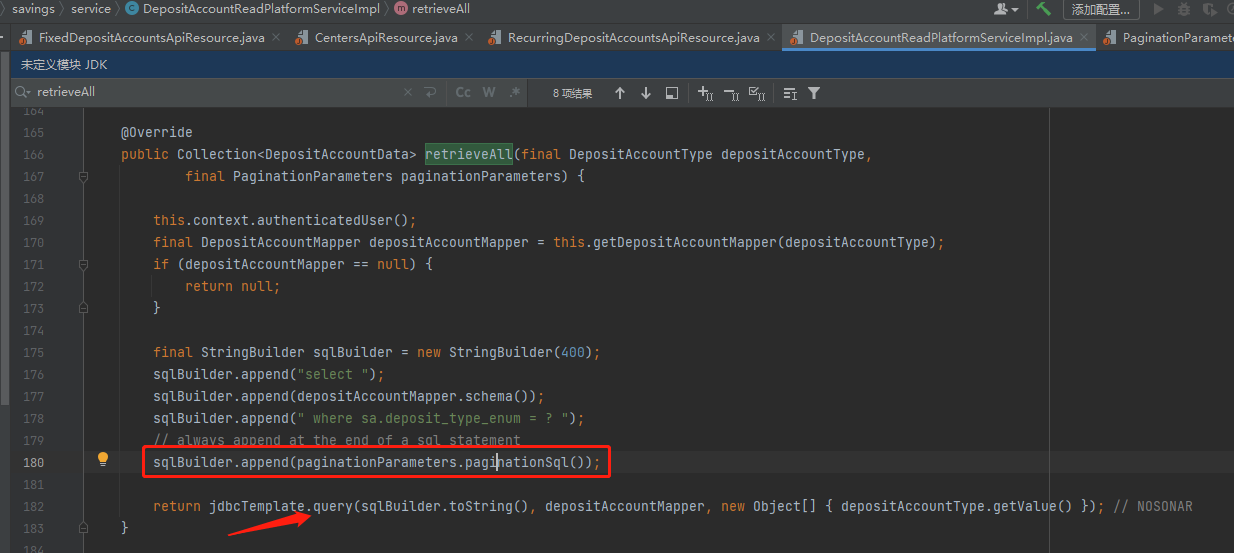 savings service DepositAccountReadPlatformServiceImpl retrieveAll 添加配置...
FixedDepositAccountsApiResource.java CentersApiResource.java RecurringDepositAccountsApiResource.java DepositAccountReadPlatformServiceImpl.java PaginationParamete
未定义模块 JDK
retrieveAll Cc W .* 8 项结果
164
165 @Override
166 public Collection<DepositAccountData> retrieveAll(final DepositAccountType depositAccountType,
167 final PaginationParameters paginationParameters) {
168
169 this.context.authenticatedUser();
170 final DepositAccountMapper depositAccountMapper = this.getDepositAccountMapper(depositAccountType);
171 if (depositAccountMapper == null) {
172 return null;
173 }
174
175 final StringBuilder sqlBuilder = new StringBuilder(400);
176 sqlBuilder.append("select ");
177 sqlBuilder.append(depositAccountMapper.schema());
178 sqlBuilder.append(" where sa.deposit_type_enum = ? ");
179 // always append at the end of a sql statement
180 sqlBuilder.append(paginationParameters.paginationSql());
181
182 return jdbcTemplate.query(sqlBuilder.toString(), depositAccountMapper, new Object[] { depositAccountType.getValue() }); // NOSONAR
183 }
184